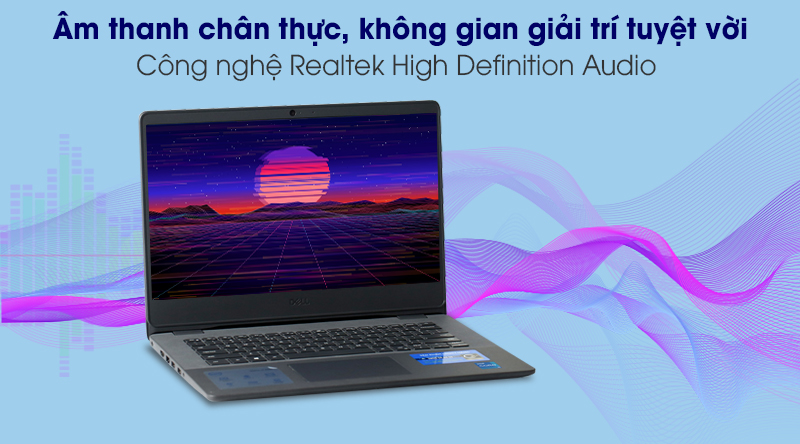 Âm thanh chân thực, không gian giải trí tuyệt vời
Công nghệ Realtek High Definition Audio